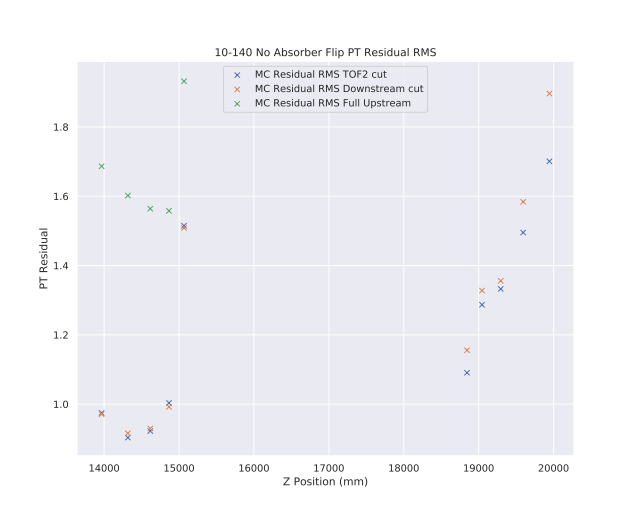 10-140 No Absorber Flip PT Residual RMS
MC Residual RMS TOF2 cut
MC Residual RMS Downstream cut
MC Residual RMS Full Upstream
PT Residual
1.8
1.6
1.4
1.2
1.0
14000 15000 16000 17000 18000 19000 20000
Z Position (mm)